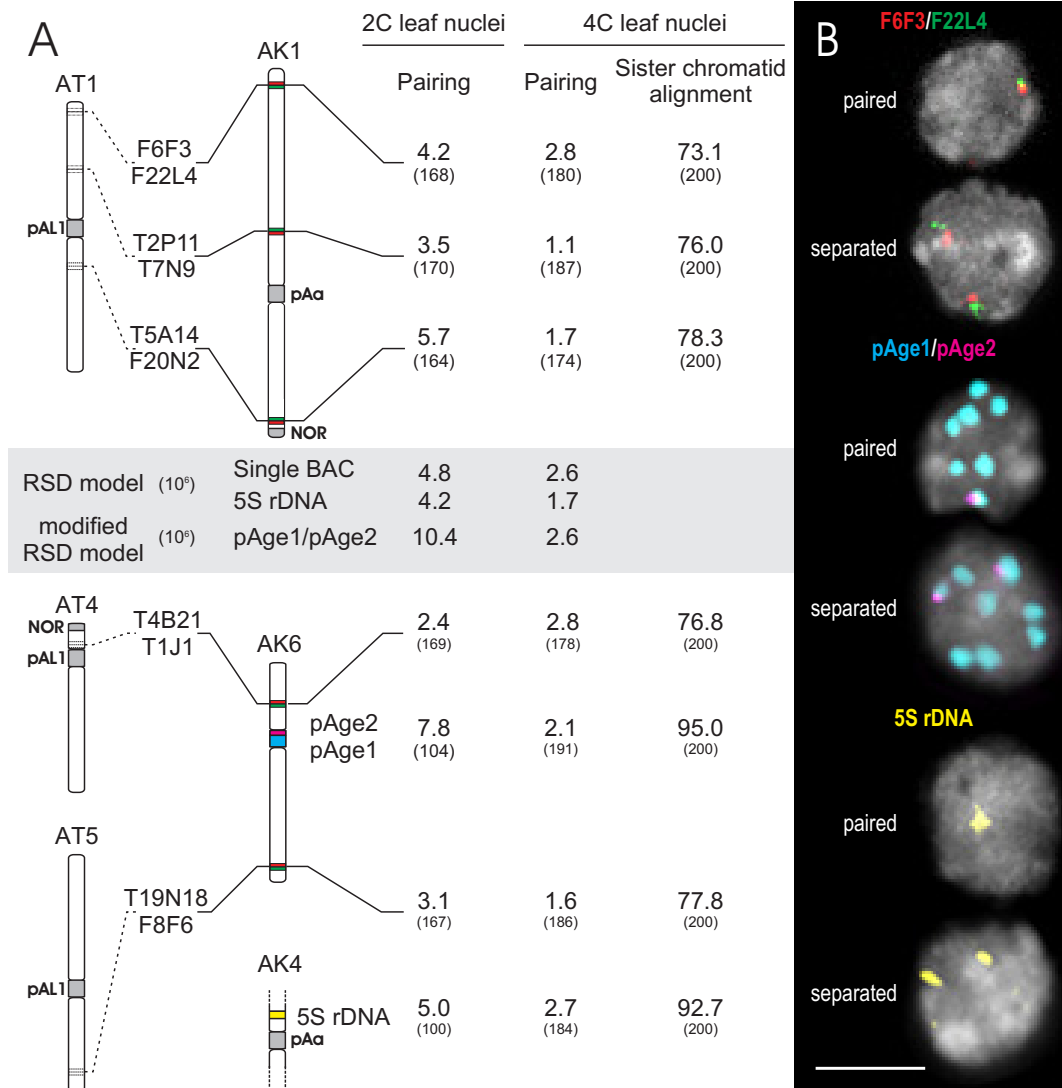 A
2C leaf nuclei
4C leaf nuclei
AT1
AK1
Pairing
Pairing
Sister chromatid
alignment
F6F3
F22L4
4.2
(168)
2.8
(180)
73.1
(200)
pAL1
T2P11
T7N9
3.5
(170)
1.1
(187)
76.0
(200)
pAa
T5A14
F20N2
5.7
(164)
1.7
(174)
78.3
(200)
NOR
RSD model (10⁶)
Single BAC
4.8
2.6
5S rDNA
4.2
1.7
modified
RSD model (10⁶)
pAge1/pAge2
10.4
2.6
AT4
NOR
pAL1
T4B21
T1J1
AK6
2.4
(169)
2.8
(178)
76.8
(200)
pAge2
pAge1
7.8
(104)
2.1
(191)
95.0
(200)
AT5
T19N18
F8F6
3.1
(167)
1.6
(186)
77.8
(200)
pAL1
AK4
5S rDNA
pAa
5.0
(100)
2.7
(184)
92.7
(200)
B
F6F3/F22L4
paired
separated
pAge1/pAge2
paired
separated
5S rDNA
paired
separated